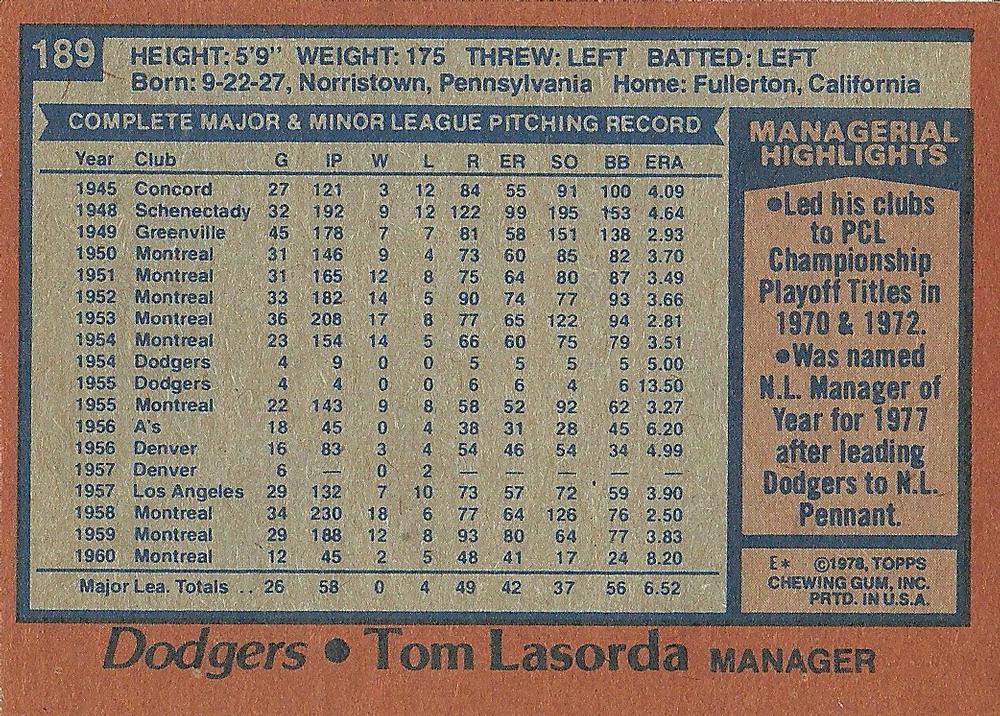 189
HEIGHT: 5'9" WEIGHT: 175 THREW: LEFT BATTED: LEFT
Born: 9-22-27, Norristown, Pennsylvania Home: Fullerton, California
COMPLETE MAJOR & MINOR LEAGUE PITCHING RECORD
Year Club G IP W L R ER SO BB ERA
1945 Concord 27 121 3 12 84 55 91 100 4.09
1948 Schenectady 32 192 9 12 122 99 195 153 4.64
1949 Greenville 45 178 7 7 81 58 151 138 2.93
1950 Montreal 31 146 9 4 73 60 85 82 3.70
1951 Montreal 31 165 12 8 75 64 80 87 3.49
1952 Montreal 33 182 14 5 90 74 77 93 3.66
1953 Montreal 36 208 17 8 77 65 122 94 2.81
1954 Montreal 23 154 14 5 66 60 75 79 3.51
1954 Dodgers 4 9 0 0 5 5 5 5 5.00
1955 Dodgers 4 4 0 0 6 6 4 6 13.50
1955 Montreal 22 143 9 8 58 52 92 62 3.27
1956 A's 18 45 0 4 38 31 28 45 6.20
1956 Denver 16 83 3 4 54 46 54 34 4.99
1957 Denver 6 — 0 2 — — — — —
1957 Los Angeles 29 132 7 10 73 57 72 59 3.90
1958 Montreal 34 230 18 6 77 64 126 76 2.50
1959 Montreal 29 188 12 8 93 80 64 77 3.83
1960 Montreal 12 45 2 5 48 41 17 24 8.20
Major Lea. Totals .. 26 58 0 4 49 42 37 56 6.52
MANAGERIAL
HIGHLIGHTS
•Led his clubs
to PCL
Championship
Playoff Titles in
1970 & 1972.
•Was named
N.L. Manager of
Year for 1977
after leading
Dodgers to N.L.
Pennant.
E* ©1978, TOPPS
CHEWING GUM, INC.
PRTD. IN U.S.A.
Dodgers • Tom Lasorda MANAGER